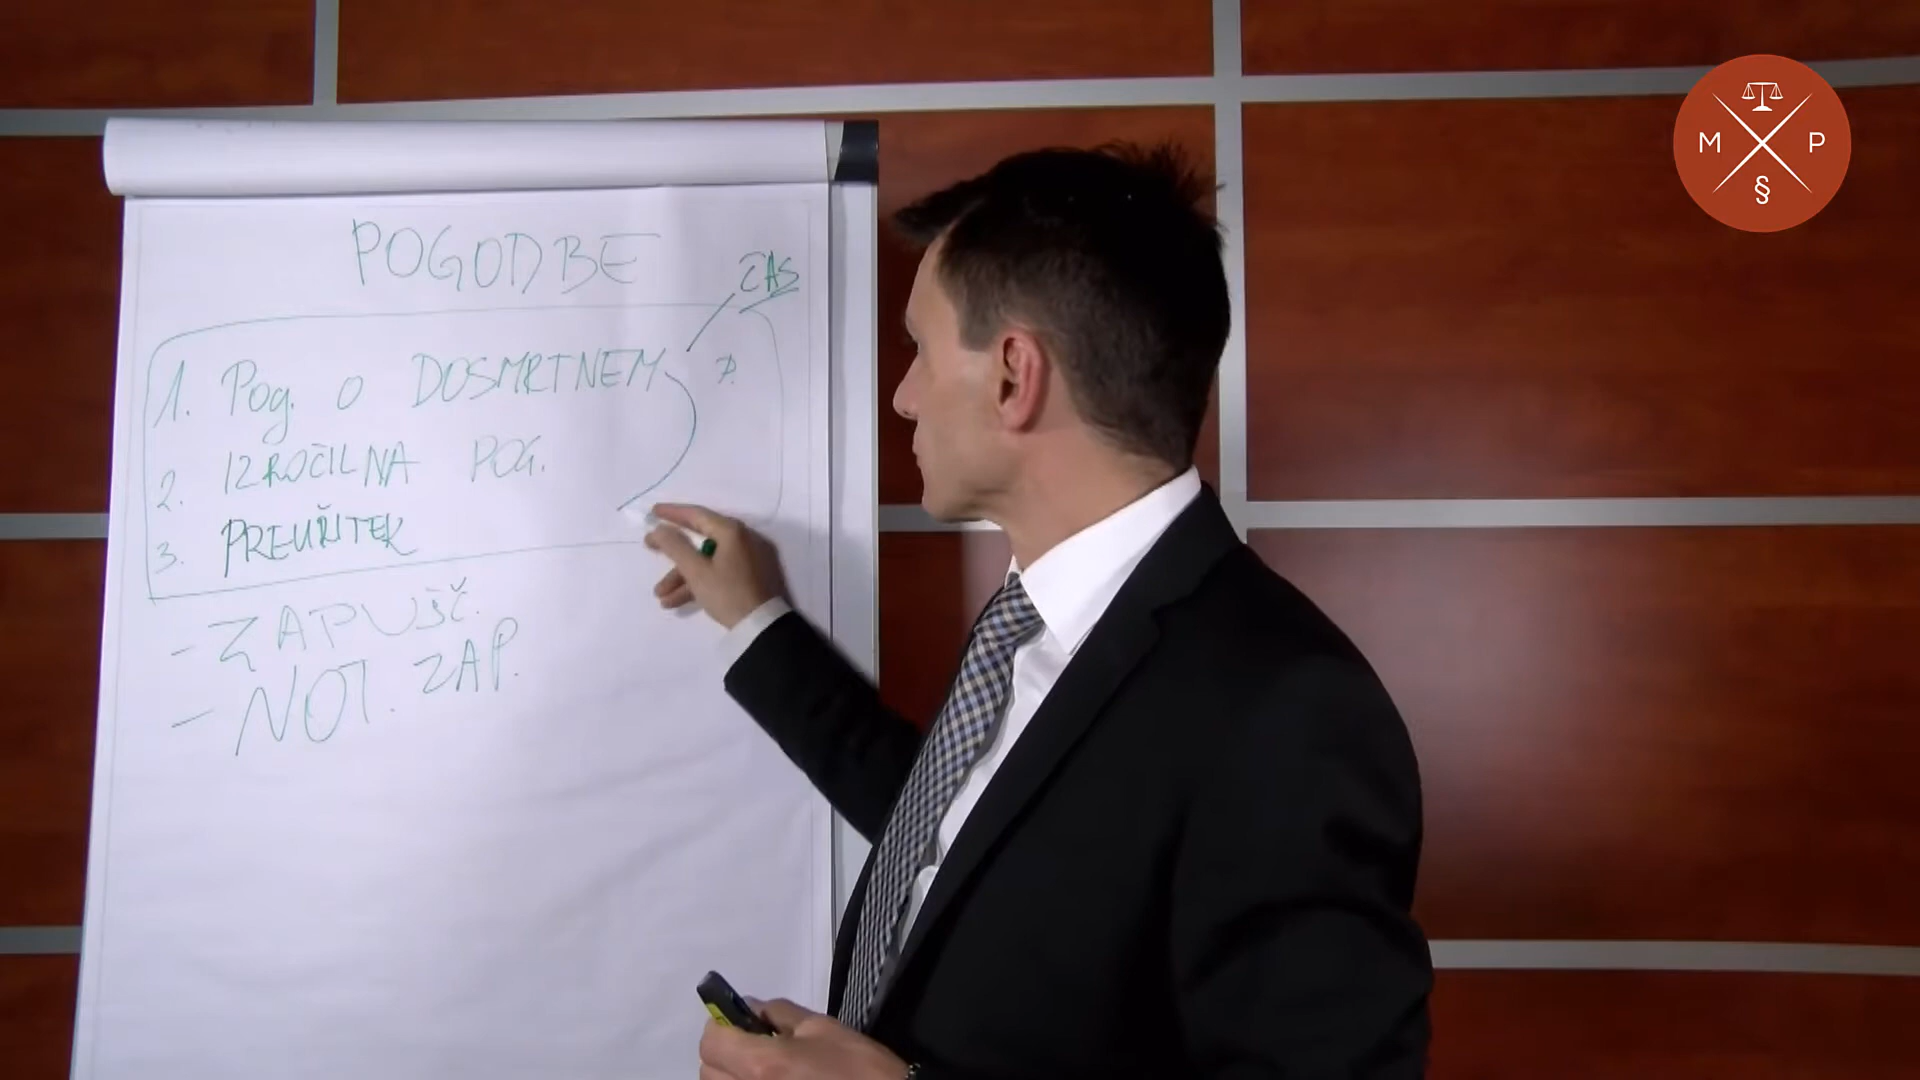 POGODBE
ČAS
1. Pog. O DOSMRTNEM
2. IZROČILNA POG.
3. PREUŽITEK
- ZAPUŠČ.
- NOT. ZAP.
M P
§